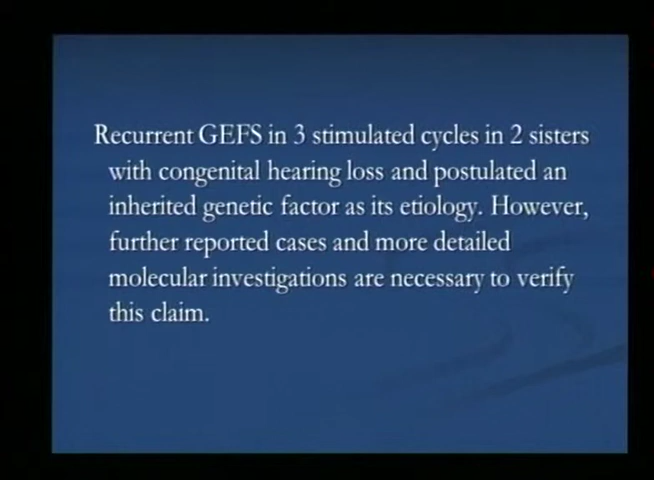 Recurrent GEFS in 3 stimulated cycles in 2 sisters
with congenital hearing loss and postulated an
inherited genetic factor as its etiology. However,
further reported cases and more detailed
molecular investigations are necessary to verify
this claim.